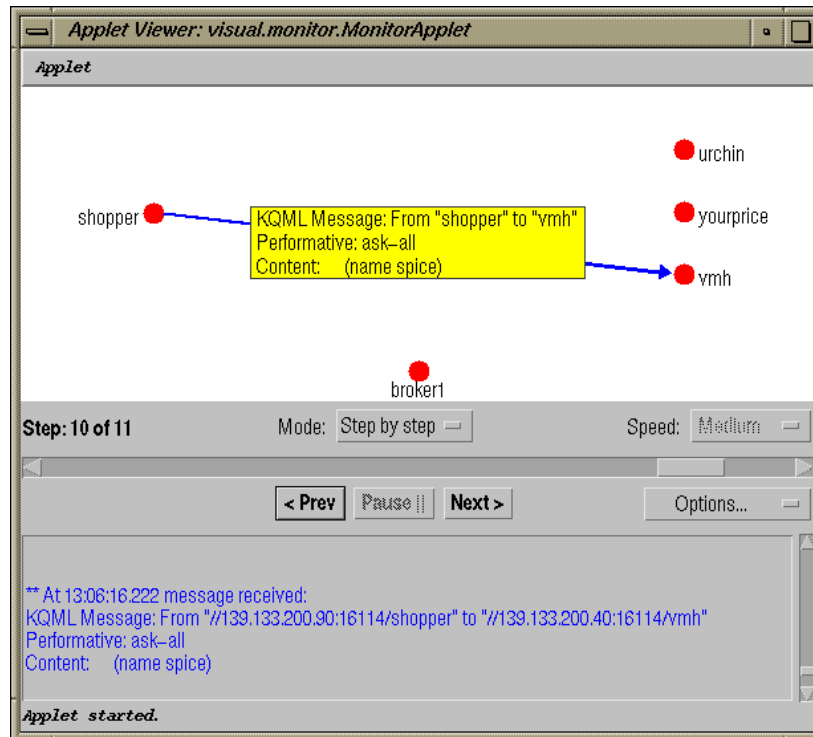 Applet Viewer: visual.monitor.MonitorApplet
Applet
urchin
shopper
yourprice
KQML Message: From "shopper" to "vmh"
Performative: ask-all
Content: (name spice)
vmh
broker1
Step: 10 of 11
Mode: Step by step
Speed: Medium
< Prev
Pause ||
Next >
Options...
** At 13:06:16.222 message received:
KQML Message: From "//139.133.200.90:16114/shopper" to "//139.133.200.40:16114/vmh"
Performative: ask-all
Content: (name spice)
Applet started.